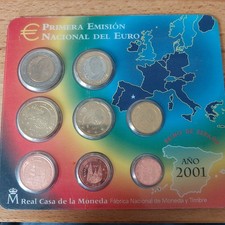 € PRIMERA EMISIÓN
NACIONAL DEL EURO
AÑO
2001
M Real Casa de la Moneda Fábrica Nacional de Moneda y Timbre